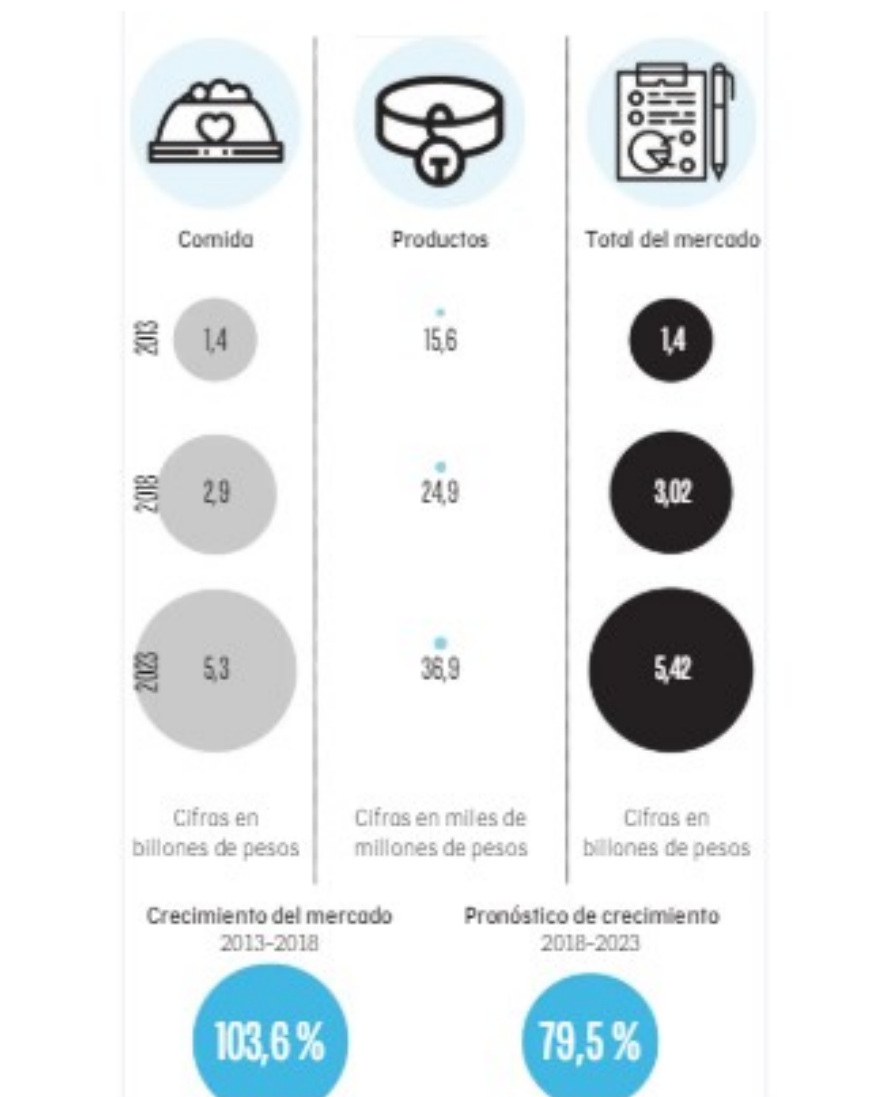 Comida
Productos
Total del mercado
2013
1,4
15,6
1,4
2018
2,9
24,9
3,02
2023
5,3
36,9
5,42
Cifras en
billones de pesos
Cifras en miles de
millones de pesos
Cifras en
billones de pesos
Crecimiento del mercado
2013-2018
Pronóstico de crecimiento
2018-2023
103,6 %
79,5 %